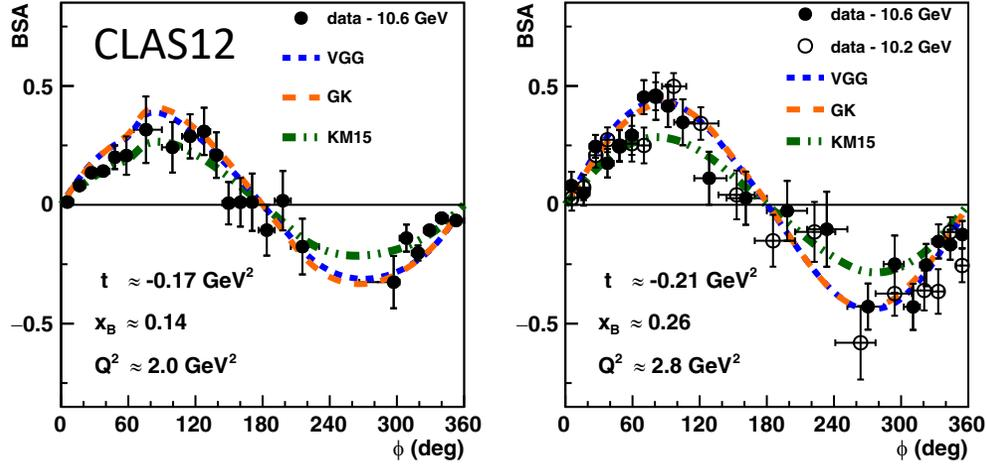 BSA
CLAS12
data - 10.6 GeV
VGG
GK
KM15
0.5
0
−0.5
t ≈ -0.17 GeV²
x_B ≈ 0.14
Q² ≈ 2.0 GeV²
0 60 120 180 240 300 360
ϕ (deg)
BSA
data - 10.6 GeV
data - 10.2 GeV
VGG
GK
KM15
0.5
0
−0.5
t ≈ -0.21 GeV²
x_B ≈ 0.26
Q² ≈ 2.8 GeV²
0 60 120 180 240 300 360
ϕ (deg)